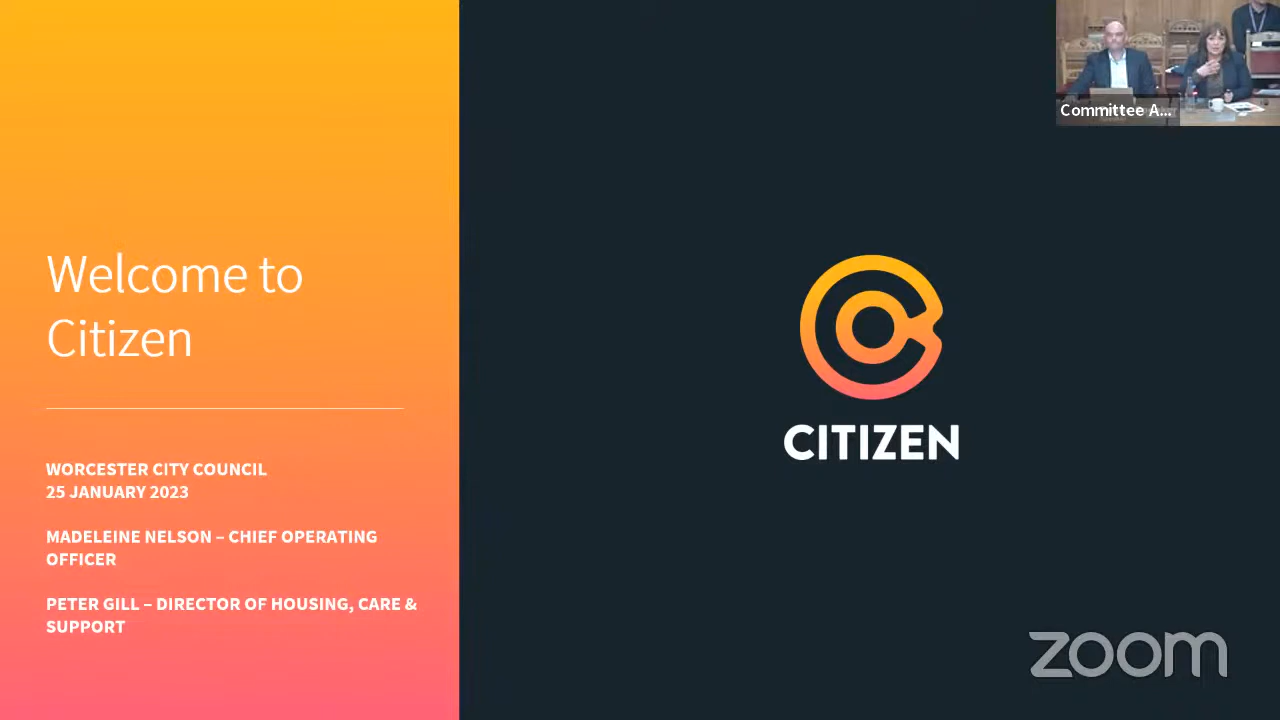 Committee A...
Welcome to
Citizen
WORCESTER CITY COUNCIL
25 JANUARY 2023
MADELEINE NELSON – CHIEF OPERATING
OFFICER
PETER GILL – DIRECTOR OF HOUSING, CARE &
SUPPORT
CITIZEN
zoom